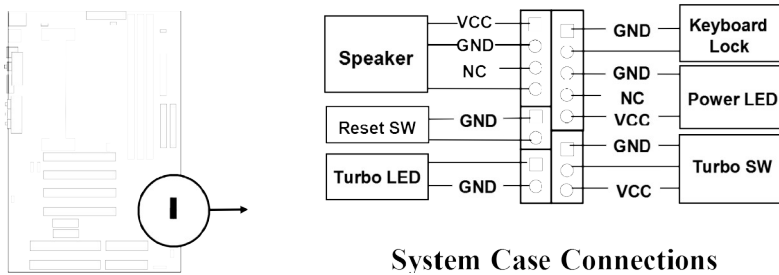 VCC
GND
NC
Speaker
GND
Reset SW
Turbo LED
GND
GND
Keyboard
Lock
GND
NC
VCC
Power LED
GND
VCC
Turbo SW
System Case Connections